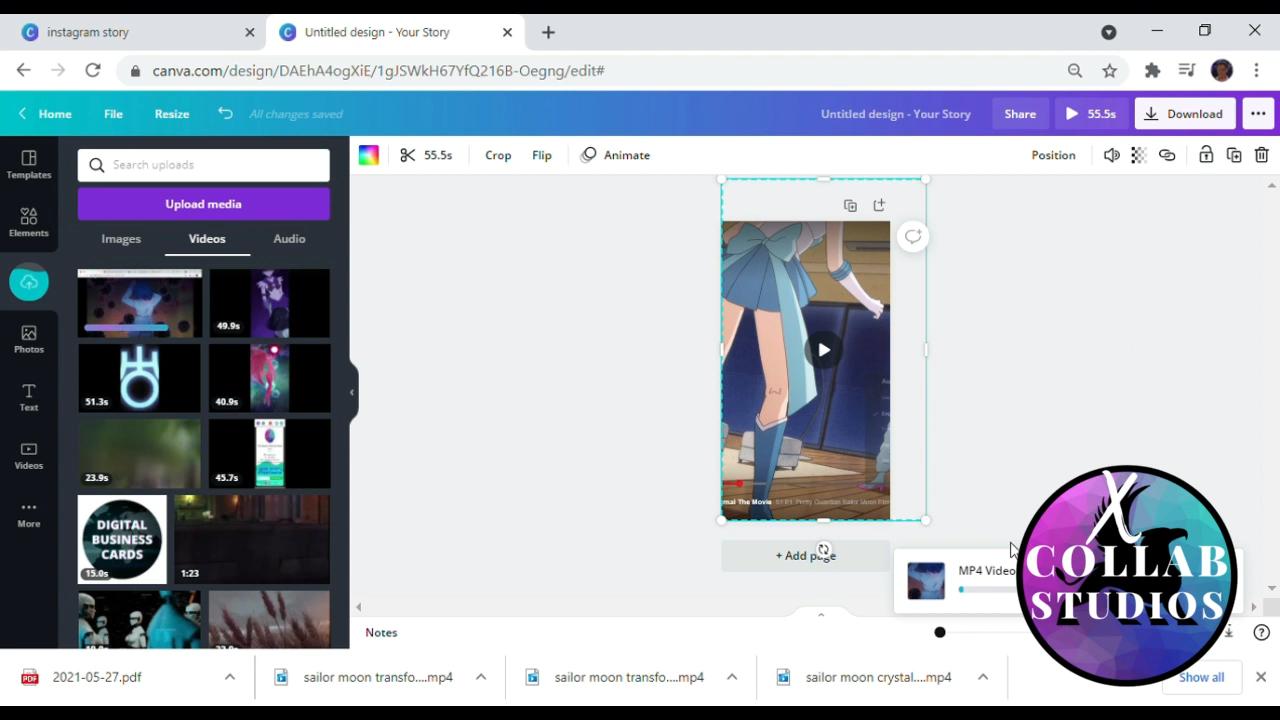 instagram story
Untitled design - Your Story
canva.com/design/DAEhA4ogXiE/1gJSWkH67YfQ216B-Oegng/edit#
Home
File
Resize
All changes saved
Untitled design - Your Story
Share
55.5s
Download
Templates
Elements
Photos
Text
Videos
More
Search uploads
Upload media
Images
Videos
Audio
49.9s
51.3s
40.9s
23.9s
45.7s
DIGITAL
BUSINESS
CARDS
15.0s
1:23
55.5s
Crop
Flip
Animate
Position
mal The Movie
+ Add page
MP4 Video
Notes
X
COLLAB
STUDIOS
2021-05-27.pdf
sailor moon transfo....mp4
sailor moon transfo....mp4
sailor moon crystal....mp4
Show all